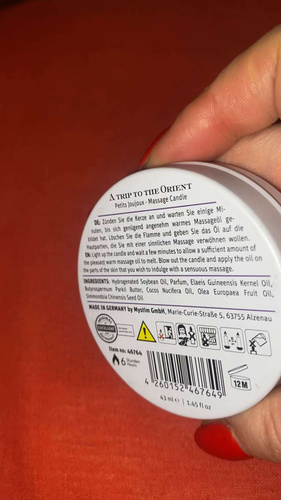 A TRIP TO THE ORIENT
Petits Joujoux - Massage Candle
DE: Zünden Sie die Kerze an und warten Sie einige Mi-
nuten, bis sich genügend angenehm warmes Massageöl ge-
bildet hat. Löschen Sie die Flamme und geben Sie das Öl auf die
Hautpartien, die Sie mit einer sinnlichen Massage verwöhnen wollen.
EN: Light up the candle and wait a few minutes to allow a sufficient amount of
the pleasant warm massage oil to melt. Blow out the candle and apply the oil on
the parts of the skin that you wish to indulge with a sensuous massage.
INGREDIENTS: Hydrogenated Soybean Oil, Parfum, Elaeis Guineensis Kernel Oil,
Butyrospermum Parkii Butter, Cocos Nucifera Oil, Olea Europaea Fruit Oil,
Simmondsia Chinensis Seed Oil.
MADE IN GERMANY by Mystim GmbH, Marie-Curie-Straße 5, 63755 Alzenau
Item no: 46764
6 Stunden
Hours
4 260152 467649
12 M
43 ml e | 1.45 fl oz